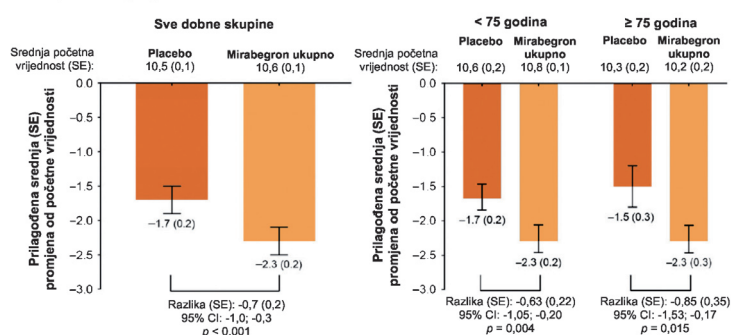 Sve dobne skupine
Srednja početna
vrijednost (SE):
Placebo
10,5 (0,1)
Mirabegron ukupno
10,6 (0,1)
Prilagođena srednja (SE)
promjena od početne vrijednosti
0.0
−0.5
−1.0
−1.5
−2.0
−2.5
−3.0
−1.7 (0.2)
−2.3 (0.2)
Razlika (SE): -0,7 (0,2)
95% CI: -1,0; -0,3
p < 0,001
< 75 godina
≥ 75 godina
Srednja početna
vrijednost (SE):
Placebo
10,6 (0,2)
Mirabegron
ukupno
10,8 (0,1)
Placebo
10,3 (0,2)
Mirabegron
ukupno
10,2 (0,2)
Prilagođena srednja (SE)
promjena od početne vrijednosti
0.0
−0.5
−1.0
−1.5
−2.0
−2.5
−3.0
−1.7 (0.2)
−2.3 (0.2)
−1.5 (0.3)
−2.3 (0.3)
Razlika (SE): -0,63 (0,22)
95% CI: -1,05; -0,20
p = 0,004
Razlika (SE): -0,85 (0,35)
95% CI: -1,53; -0,17
p = 0,015